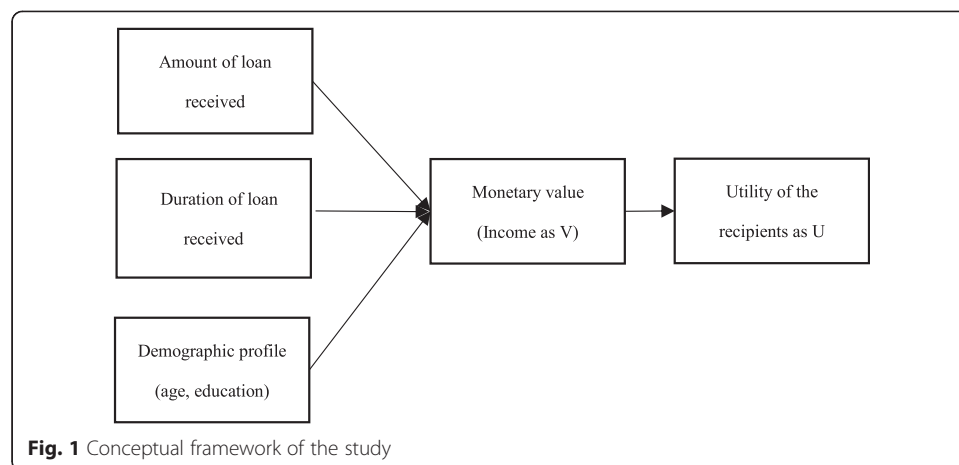 Amount of loan
received
Duration of loan
received
Demographic profile
(age, education)
Monetary value
(Income as V)
Utility of the
recipients as U
Fig. 1 Conceptual framework of the study